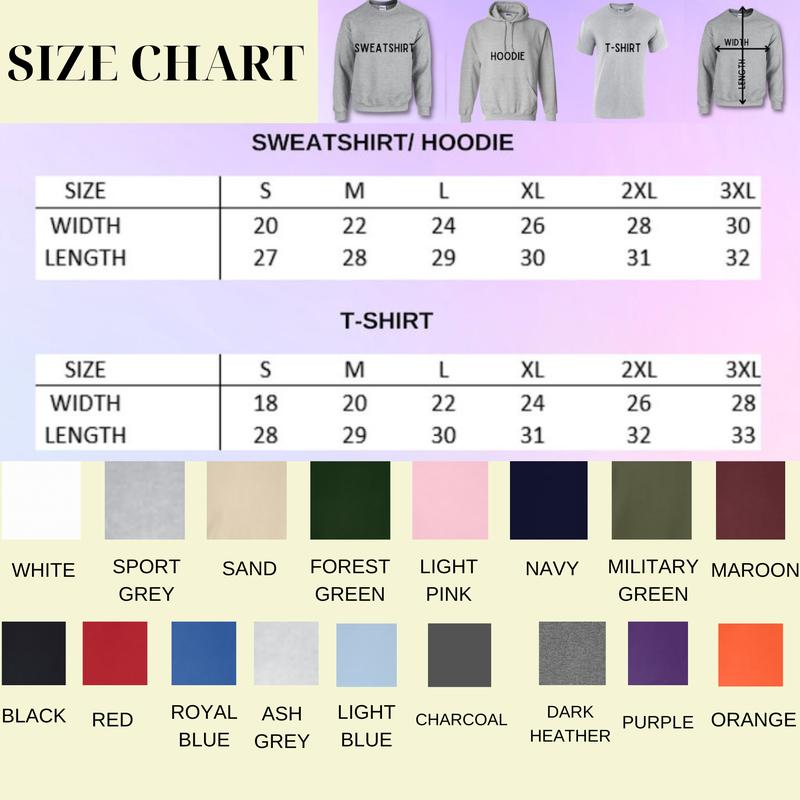 SIZE CHART
SWEATSHIRT
HOODIE
T-SHIRT
WIDTH
LENGTH
SWEATSHIRT/ HOODIE
SIZE S M L XL 2XL 3XL
WIDTH 20 22 24 26 28 30
LENGTH 27 28 29 30 31 32
T-SHIRT
SIZE S M L XL 2XL 3XL
WIDTH 18 20 22 24 26 28
LENGTH 28 29 30 31 32 33
WHITE
SPORT
GREY
SAND
FOREST
GREEN
LIGHT
PINK
NAVY
MILITARY
GREEN
MAROON
BLACK
RED
ROYAL
BLUE
ASH
GREY
LIGHT
BLUE
CHARCOAL
DARK
HEATHER
PURPLE
ORANGE